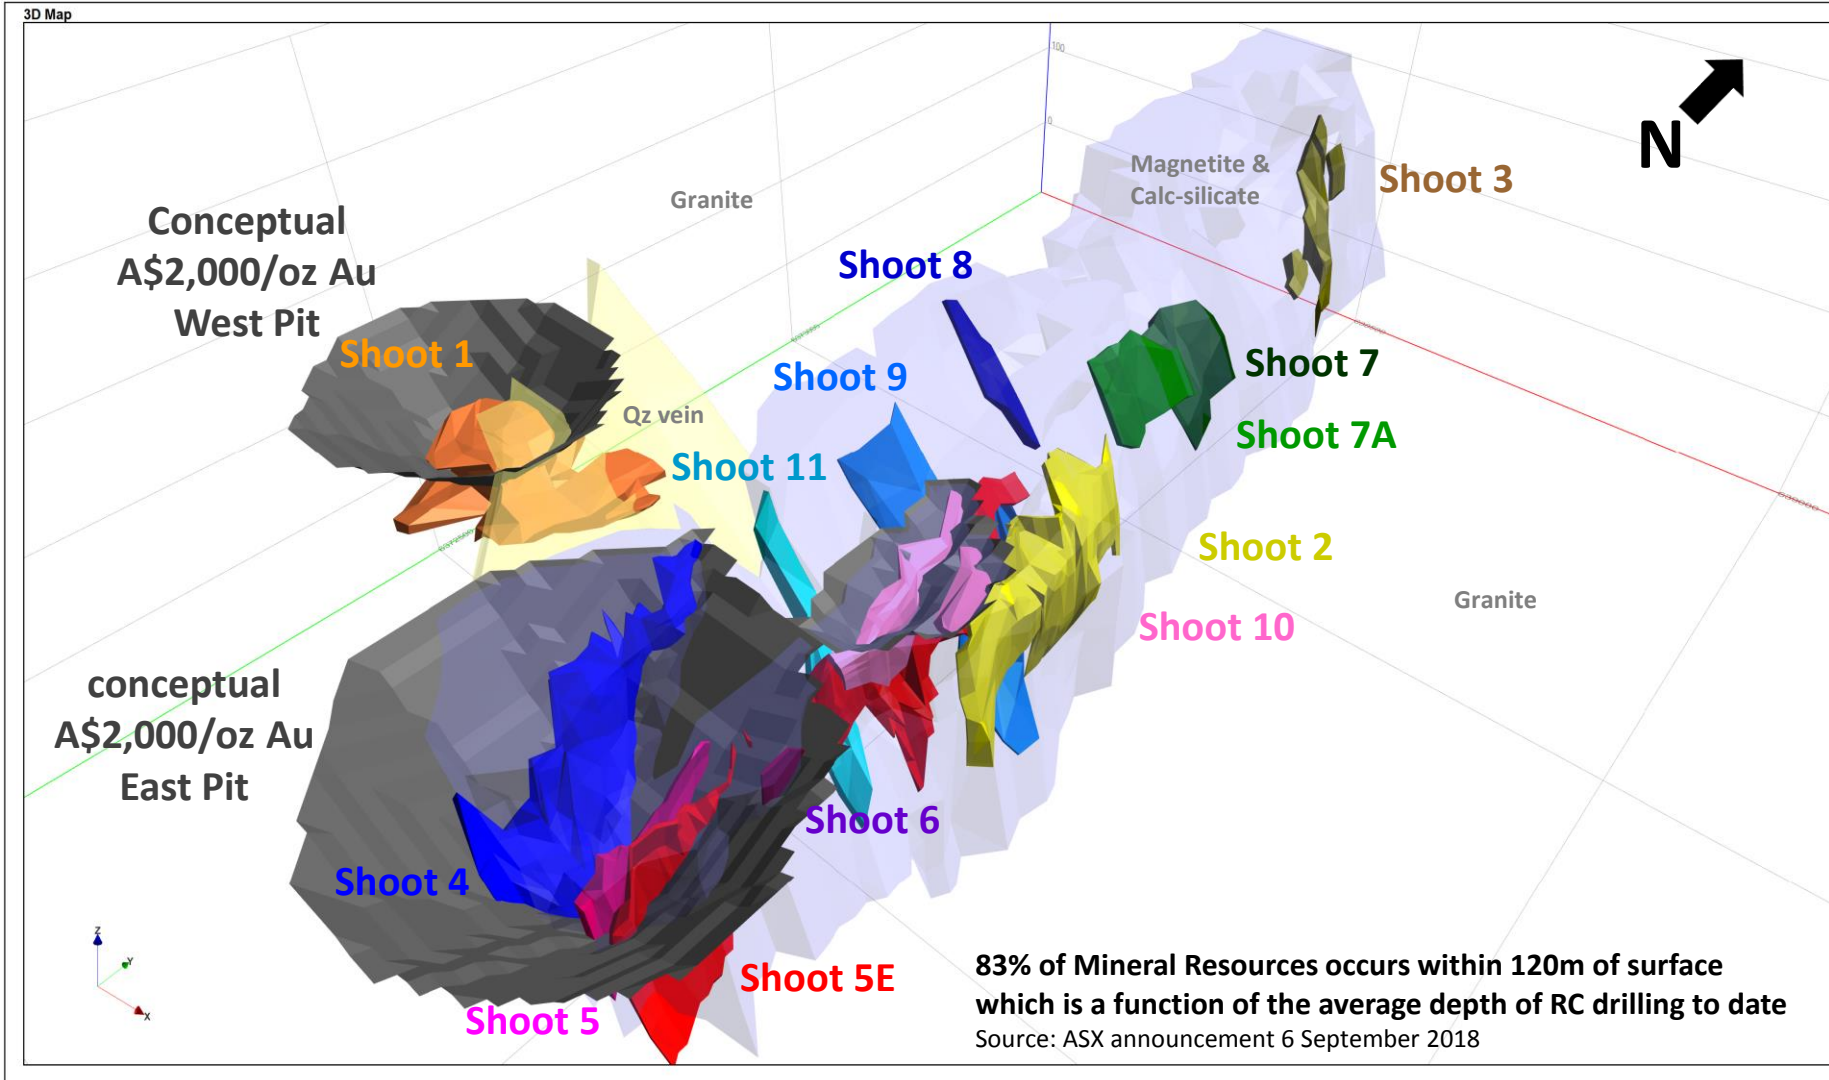 3D Map
100
0
N
Magnetite &
Calc-silicate
Shoot 3
Granite
Conceptual
A$2,000/oz Au
West Pit
Shoot 8
Shoot 1
Shoot 9
Shoot 7
Qz vein
Shoot 7A
Shoot 11
Shoot 2
Granite
Shoot 10
conceptual
A$2,000/oz Au
East Pit
Shoot 6
Shoot 4
Z
Y
X
Shoot 5E
Shoot 5
83% of Mineral Resources occurs within 120m of surface
which is a function of the average depth of RC drilling to date
Source: ASX announcement 6 September 2018